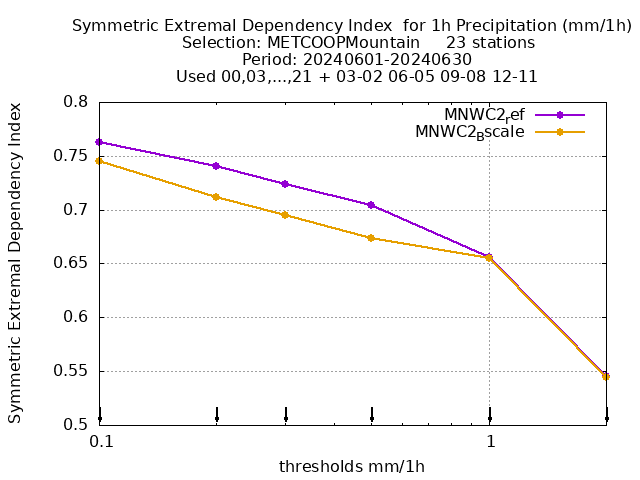 Symmetric Extremal Dependency Index  for 1h Precipitation (mm/1h)
Selection: METCOOPMountain     23 stations
Period: 20240601-20240630
Used 00,03,...,21 + 03-02 06-05 09-08 12-11
Symmetric Extremal Dependency Index
0.8
0.75
0.7
0.65
0.6
0.55
0.5
MNWC2ref
MNWC2Bscale
0.1 1
thresholds mm/1h